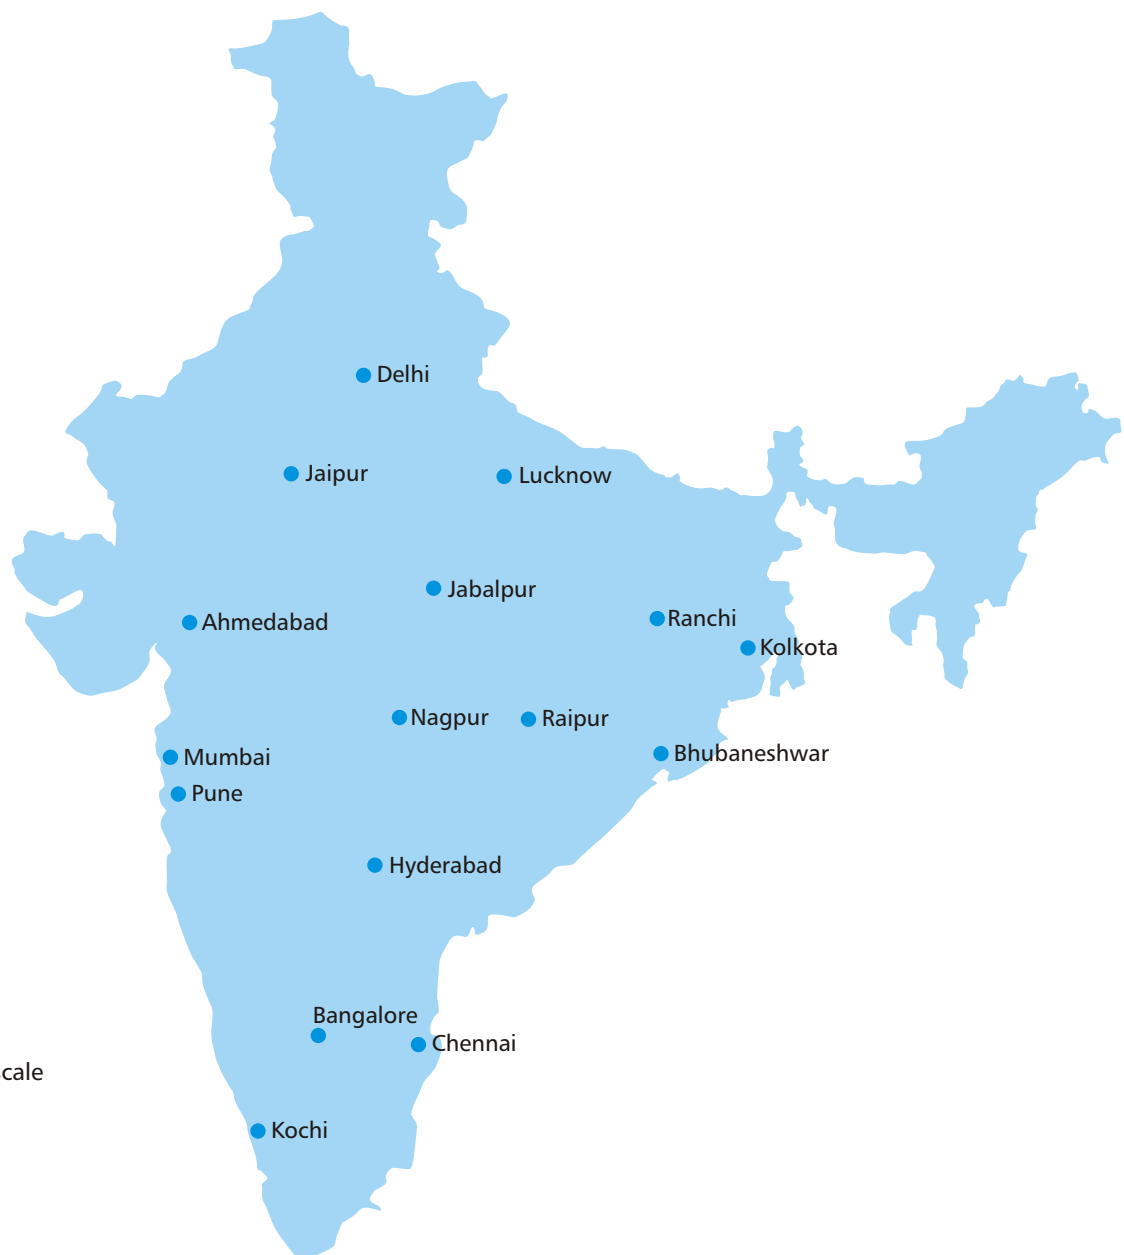 Delhi
Jaipur
Lucknow
Jabalpur
Ahmedabad
Ranchi
Kolkota
Nagpur
Raipur
Mumbai
Bhubaneshwar
Pune
Hyderabad
Bangalore
Chennai
cale
Kochi